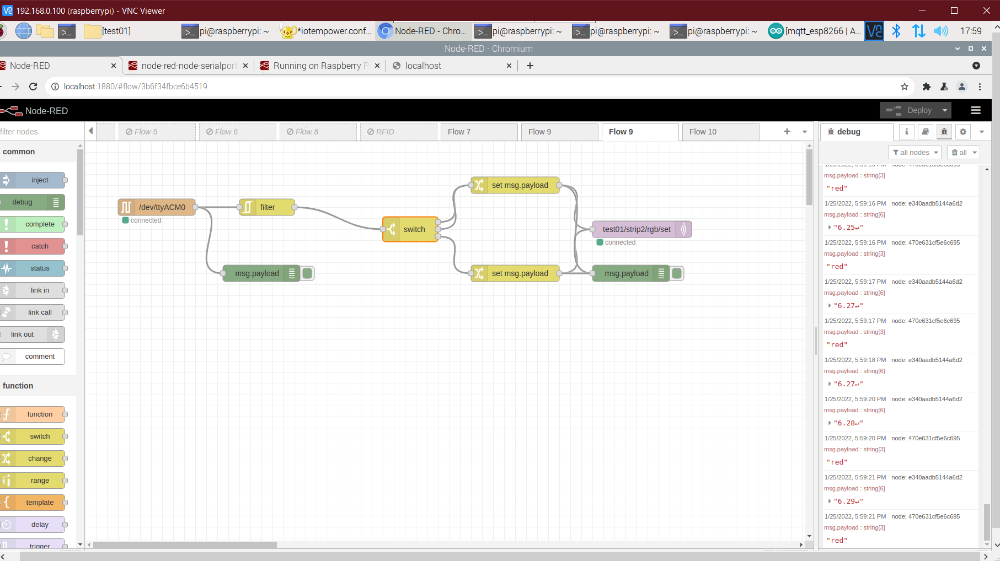 192.168.0.100 (raspberrypi) - VNC Viewer
[test01]
pi@raspberrypi: ~
*iotempower.conf...
Node-RED - Chro...
pi@raspberrypi: ~
pi@raspberrypi: ~
pi@raspberrypi: ~
[mqtt_esp8266 | A...
17:59
Node-RED - Chromium
Node-RED
node-red-node-serialport
Running on Raspberry P
localhost
localhost:1880/#flow/3b6f34fbce6b4519
Node-RED
Deploy
filter nodes
Flow 5
Flow 6
Flow 8
RFID
Flow 7
Flow 9
Flow 9
Flow 10
debug
all nodes
all
common
inject
debug
complete
catch
status
link in
link call
link out
comment
function
function
switch
change
range
template
delay
trigger
/dev/ttyACM0
connected
filter
msg.payload
switch
set msg.payload
set msg.payload
test01/strip2/rgb/set
connected
msg.payload
1/25/2022, 5:59:15 PM node: 470e631cf5e6c695
msg.payload : string[3]
"red"
1/25/2022, 5:59:16 PM node: e340aadb5144a6d2
msg.payload : string[6]
"6.25↵"
1/25/2022, 5:59:16 PM node: 470e631cf5e6c695
msg.payload : string[3]
"red"
1/25/2022, 5:59:17 PM node: e340aadb5144a6d2
msg.payload : string[6]
"6.27↵"
1/25/2022, 5:59:17 PM node: 470e631cf5e6c695
msg.payload : string[3]
"red"
1/25/2022, 5:59:18 PM node: e340aadb5144a6d2
msg.payload : string[6]
"6.27↵"
1/25/2022, 5:59:20 PM node: e340aadb5144a6d2
msg.payload : string[6]
"6.28↵"
1/25/2022, 5:59:20 PM node: 470e631cf5e6c695
msg.payload : string[3]
"red"
1/25/2022, 5:59:21 PM node: e340aadb5144a6d2
msg.payload : string[6]
"6.29↵"
1/25/2022, 5:59:21 PM node: 470e631cf5e6c695
msg.payload : string[3]
"red"